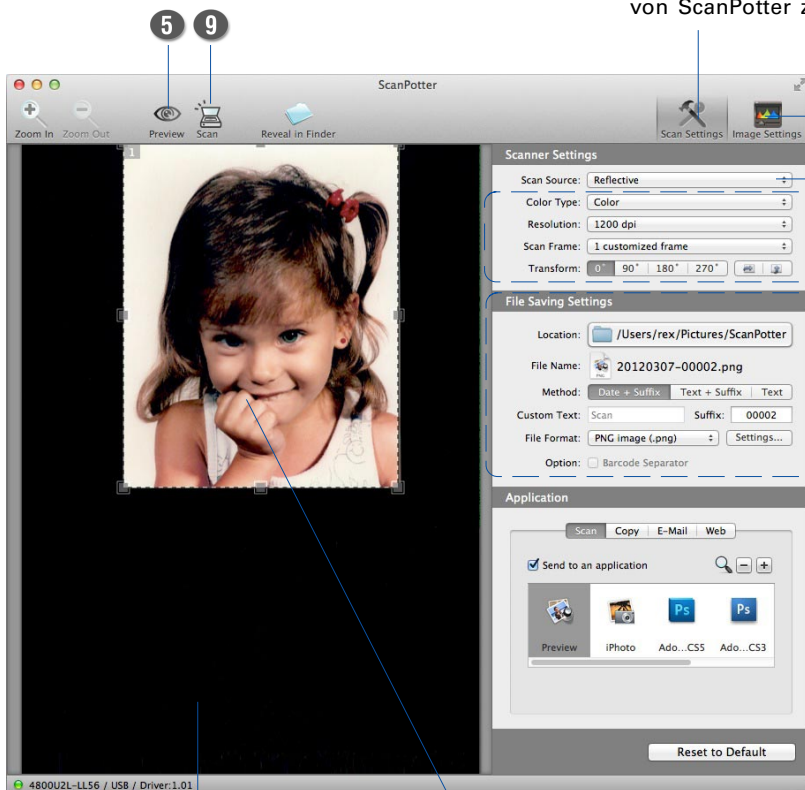 von ScanPotter z
5 9
ScanPotter
Zoom In Zoom Out Preview Scan Reveal in Finder Scan Settings Image Settings
1
Scanner Settings
Scan Source: Reflective
Color Type: Color
Resolution: 1200 dpi
Scan Frame: 1 customized frame
Transform: 0° 90° 180° 270°
File Saving Settings
Location: /Users/rex/Pictures/ScanPotter
File Name: PNG 20120307-00002.png
Method: Date + Suffix Text + Suffix Text
Custom Text: Scan Suffix: 00002
File Format: PNG image (.png) Settings...
Option: Barcode Separator
Application
Scan Copy E-Mail Web
Send to an application
Ps Ps
Preview iPhoto Ado...CS5 Ado...CS3
Reset to Default
4800U2L-LL56 / USB / Driver:1.01